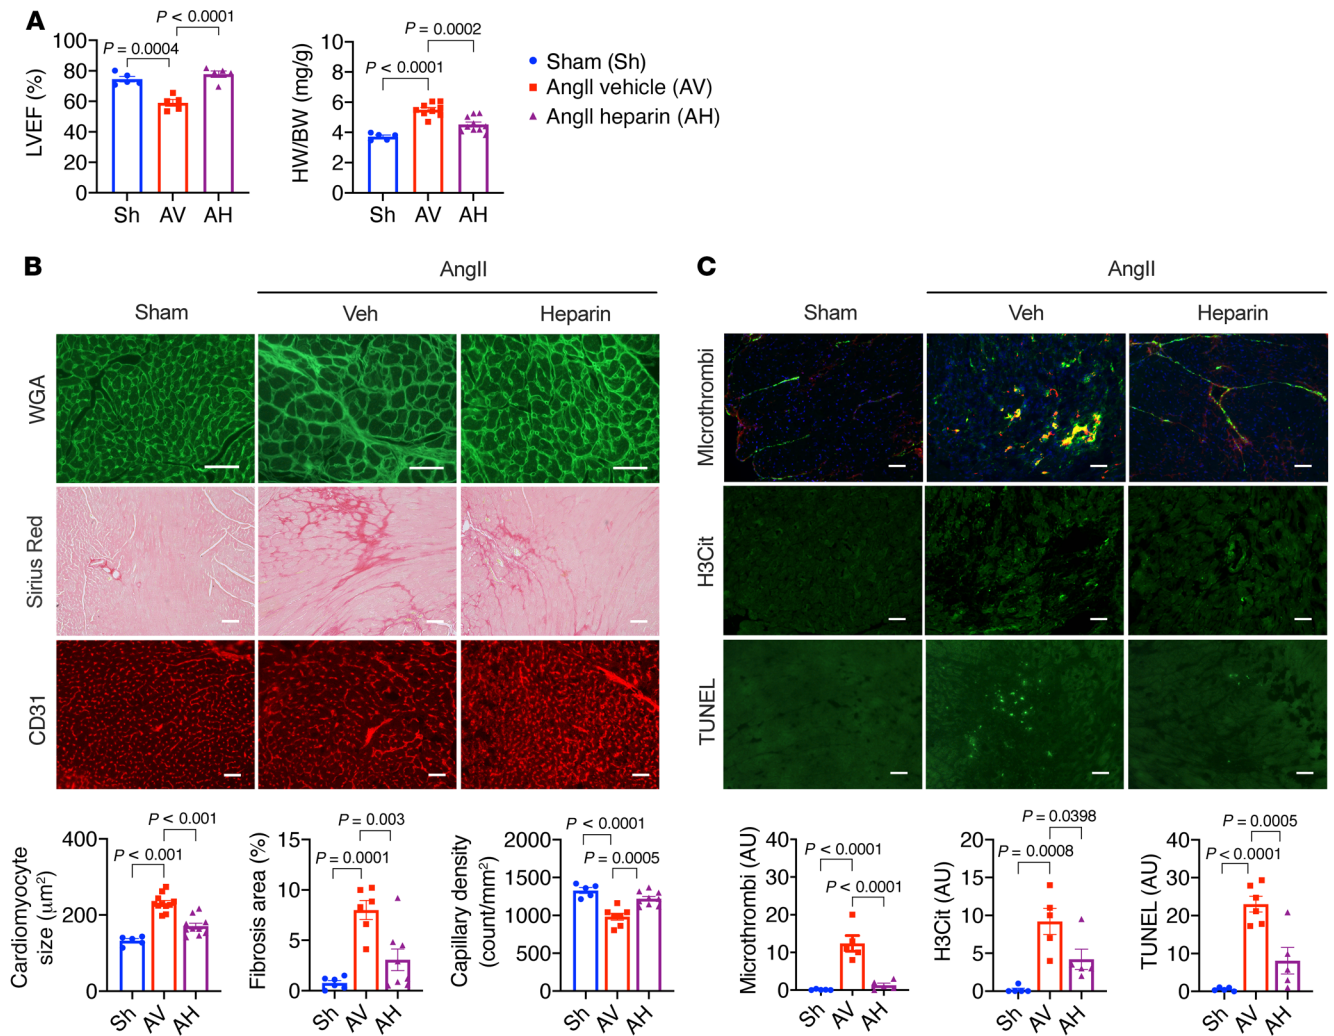 A
LVEF (%)
100
80
60
40
20
0
P = 0.0004
P < 0.0001
Sh AV AH
HW/BW (mg/g)
10
8
6
4
2
0
P < 0.0001
P = 0.0002
Sh AV AH
Sham (Sh)
AngII vehicle (AV)
AngII heparin (AH)
B
AngII
Sham Veh Heparin
WGA
Sirius Red
CD31
Cardiomyocyte
size (μm2)
400
200
0
P < 0.001
P < 0.001
Sh AV AH
Fibrosis area (%)
15
10
5
0
P = 0.0001
P = 0.003
Sh AV AH
Capillary density
(count/mm2)
2000
1500
1000
500
0
P < 0.0001
P = 0.0005
Sh AV AH
C
AngII
Sham Veh Heparin
MIcrothrombi
H3Cit
TUNEL
Microthrombi (AU)
40
30
20
10
0
P < 0.0001
P < 0.0001
Sh AV AH
H3Cit (AU)
20
15
10
5
0
P = 0.0008
P = 0.0398
Sh AV AH
TUNEL (AU)
40
30
20
10
0
P < 0.0001
P = 0.0005
Sh AV AH